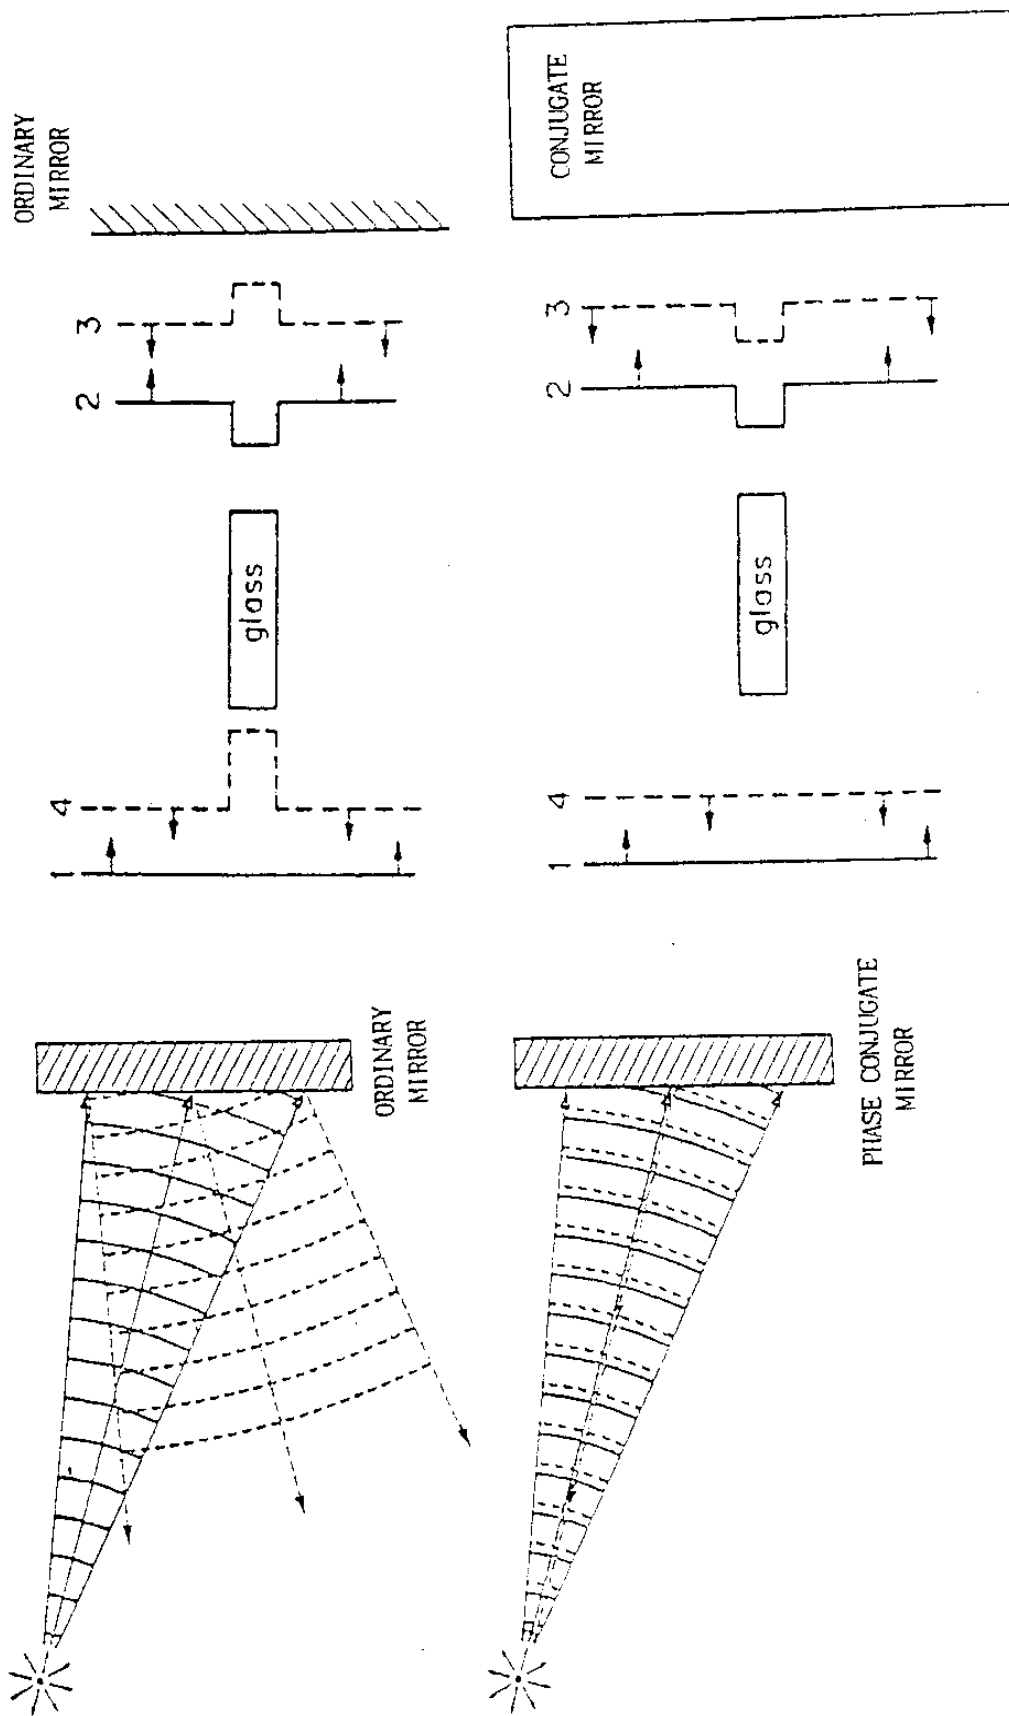 ORDINARY
MIRROR
3
2
glass
4
1
CONJUGATE
MIRROR
3
2
glass
4
1
ORDINARY
MIRROR
PHASE CONJUGATE
MIRROR